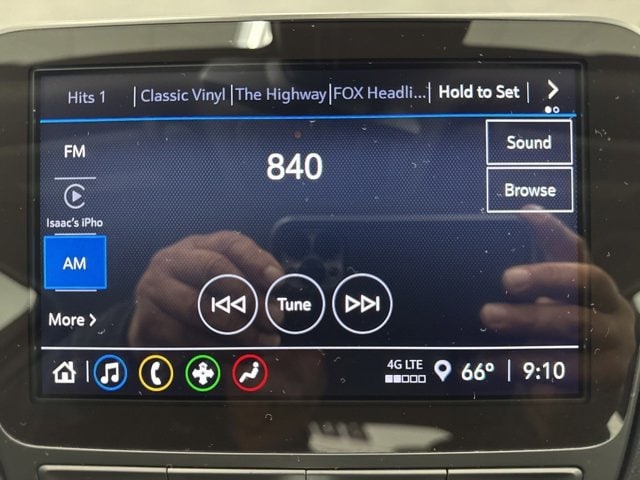 Hits 1 Classic Vinyl The Highway FOX Headli... Hold to Set
FM
840
Sound
Browse
Isaac's iPho
AM
Tune
More
4G LTE
66° 9:10